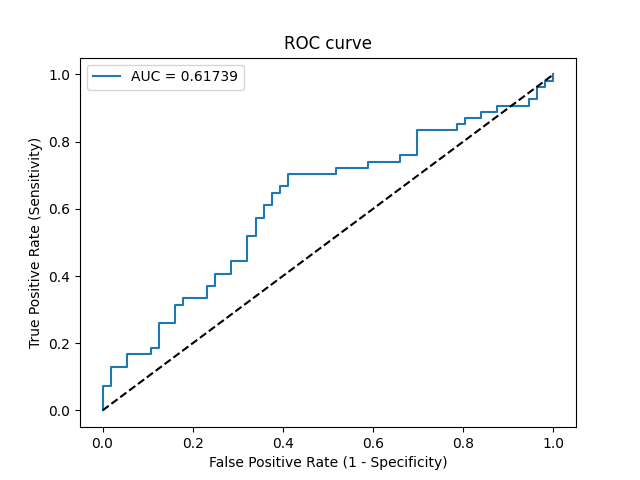 ROC curve
AUC = 0.61739
True Positive Rate (Sensitivity)
1.0
0.8
0.6
0.4
0.2
0.0
0.0 0.2 0.4 0.6 0.8 1.0
False Positive Rate (1 - Specificity)